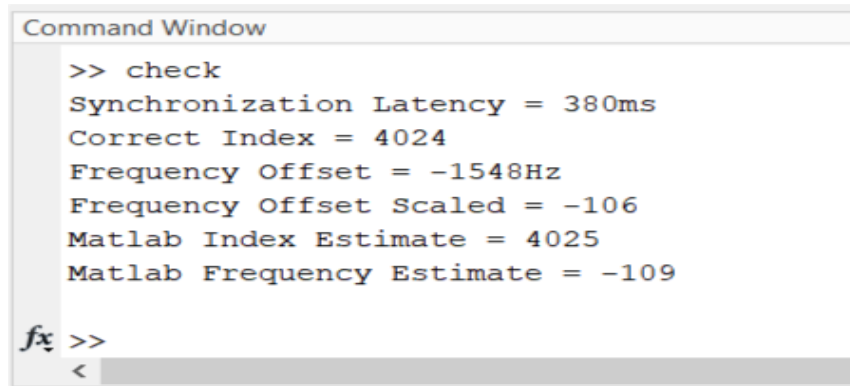 Command Window
>> check
Synchronization Latency = 380ms
Correct Index = 4024
Frequency Offset = -1548Hz
Frequency Offset Scaled = -106
Matlab Index Estimate = 4025
Matlab Frequency Estimate = -109
fx >>
<